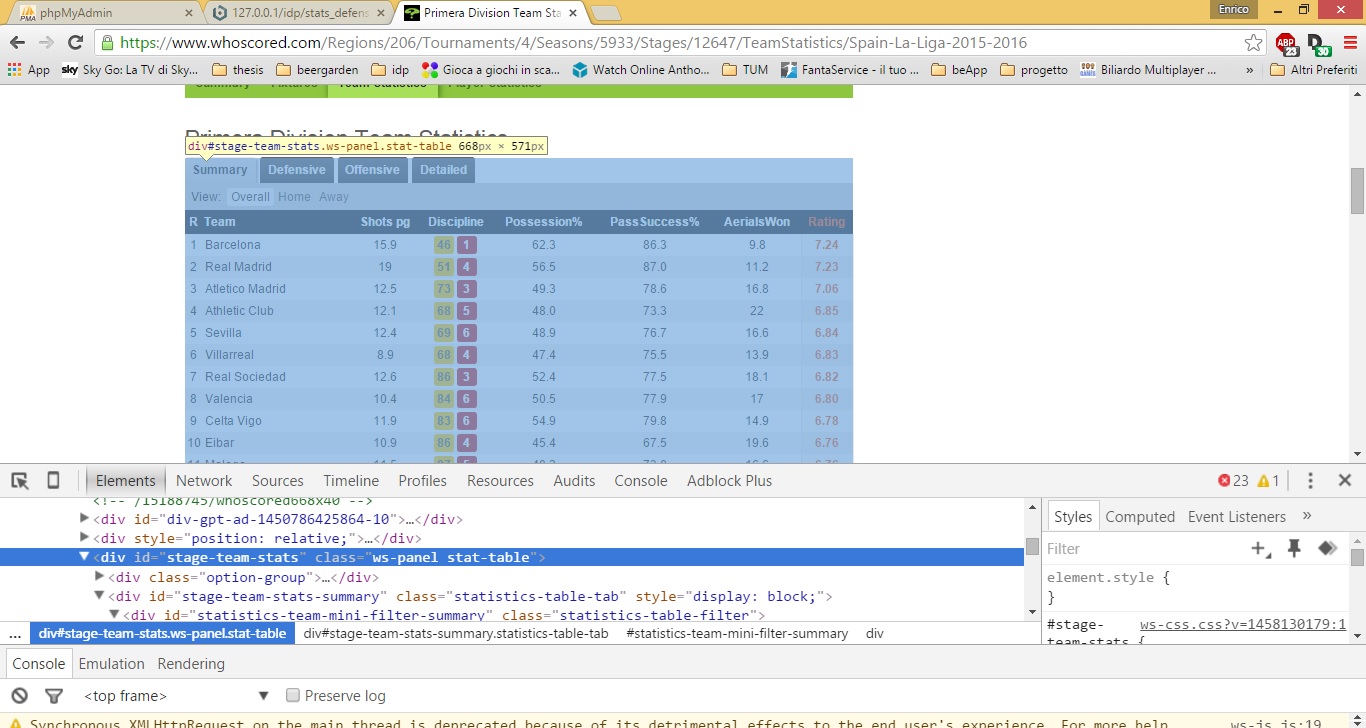 phpMyAdmin × 127.0.0.1/idp/stats_defens × Primera Division Team Sta × Enrico
https://www.whoscored.com/Regions/206/Tournaments/4/Seasons/5933/Stages/12647/TeamStatistics/Spain-La-Liga-2015-2016 ABP 23 30
App sky Sky Go: La TV di Sky... thesis beergarden idp Gioca a giochi in sca... Watch Online Antho... TUM FantaService - il tuo ... beApp progetto Biliardo Multiplayer ... » Altri Preferiti
Summary Fixtures Team Statistics Player Statistics
Primera Division Team Statistics
div#stage-team-stats.ws-panel.stat-table 668px × 571px
Summary Defensive Offensive Detailed
View: Overall Home Away
R Team Shots pg Discipline Possession% PassSuccess% AerialsWon Rating
1 Barcelona 15.9 46 1 62.3 86.3 9.8 7.24
2 Real Madrid 19 51 4 56.5 87.0 11.2 7.23
3 Atletico Madrid 12.5 73 3 49.3 78.6 16.8 7.06
4 Athletic Club 12.1 68 5 48.0 73.3 22 6.85
5 Sevilla 12.4 69 6 48.9 76.7 16.6 6.84
6 Villarreal 8.9 68 4 47.4 75.5 13.9 6.83
7 Real Sociedad 12.6 86 3 52.4 77.5 18.1 6.82
8 Valencia 10.4 84 6 50.5 77.9 17 6.80
9 Celta Vigo 11.9 83 6 54.9 79.8 14.9 6.78
10 Eibar 10.9 86 4 45.4 67.5 19.6 6.76
Elements Network Sources Timeline Profiles Resources Audits Console Adblock Plus 23 1
<!-- /15188745/whoscored668x40 -->
<div id="div-gpt-ad-1450786425864-10">…</div>
<div style="position: relative;">…</div>
<div id="stage-team-stats" class="ws-panel stat-table">
<div class="option-group">…</div>
<div id="stage-team-stats-summary" class="statistics-table-tab" style="display: block;">
<div id="statistics-team-mini-filter-summary" class="statistics-table-filter">
... div#stage-team-stats.ws-panel.stat-table div#stage-team-stats-summary.statistics-table-tab #statistics-team-mini-filter-summary div
Styles Computed Event Listeners »
Filter
element.style {
}
#stage- ws-css.css?v=1458130179:1
team-stats {
Console Emulation Rendering
<top frame> ▼ Preserve log
Synchronous XMLHttpRequest on the main thread is deprecated because of its detrimental effects to the end user's experience. For more help ws-js.js:19